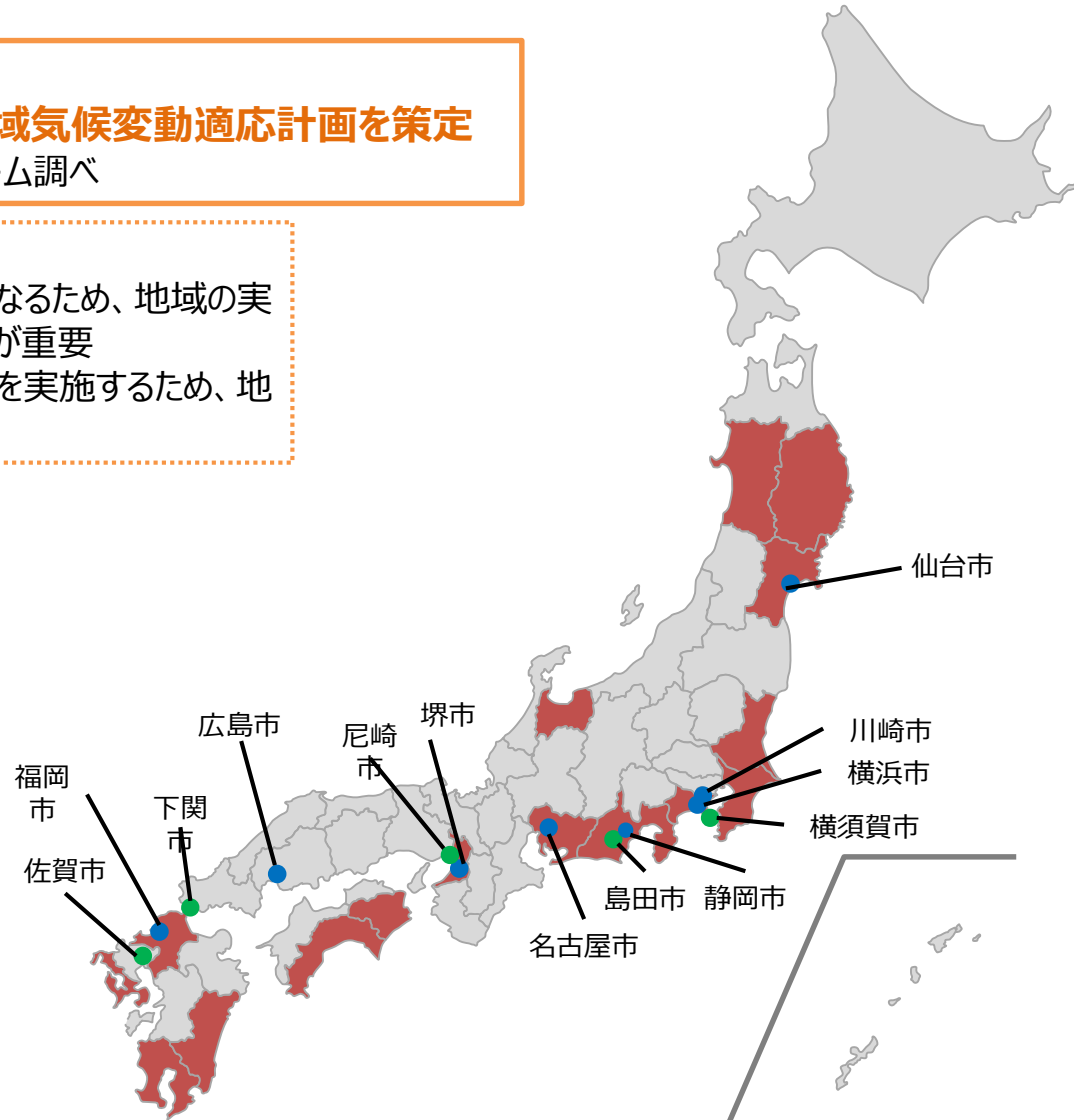 域気候変動適応計画を策定
ーム調べ
なるため、地域の実
が重要
を実施するため、地
仙台市
川崎市
横浜市
横須賀市
静岡市
島田市
名古屋市
堺市
尼崎
市
広島市
下関
市
福岡
市
佐賀市